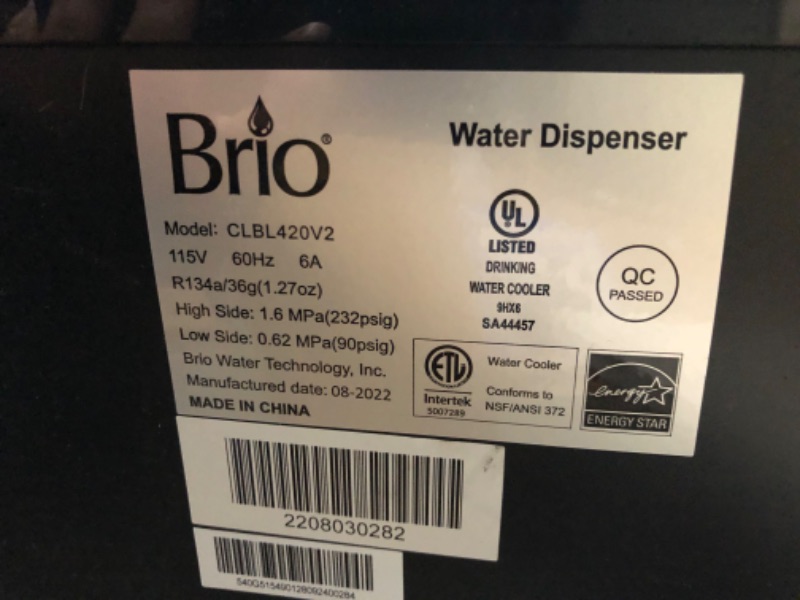 Brio®
Water Dispenser
Model: CLBL420V2
115V 60Hz 6A
R134a/36g(1.27oz)
High Side: 1.6 MPa(232psig)
Low Side: 0.62 MPa(90psig)
Brio Water Technology, Inc.
Manufactured date: 08-2022
MADE IN CHINA
UL
LISTED
DRINKING
WATER COOLER
9HX6
SA44457
QC
PASSED
ETL
Intertek
5007289
Water Cooler
Conforms to
NSF/ANSI 372
energy
ENERGY STAR
2208030282
540G515490128092400284